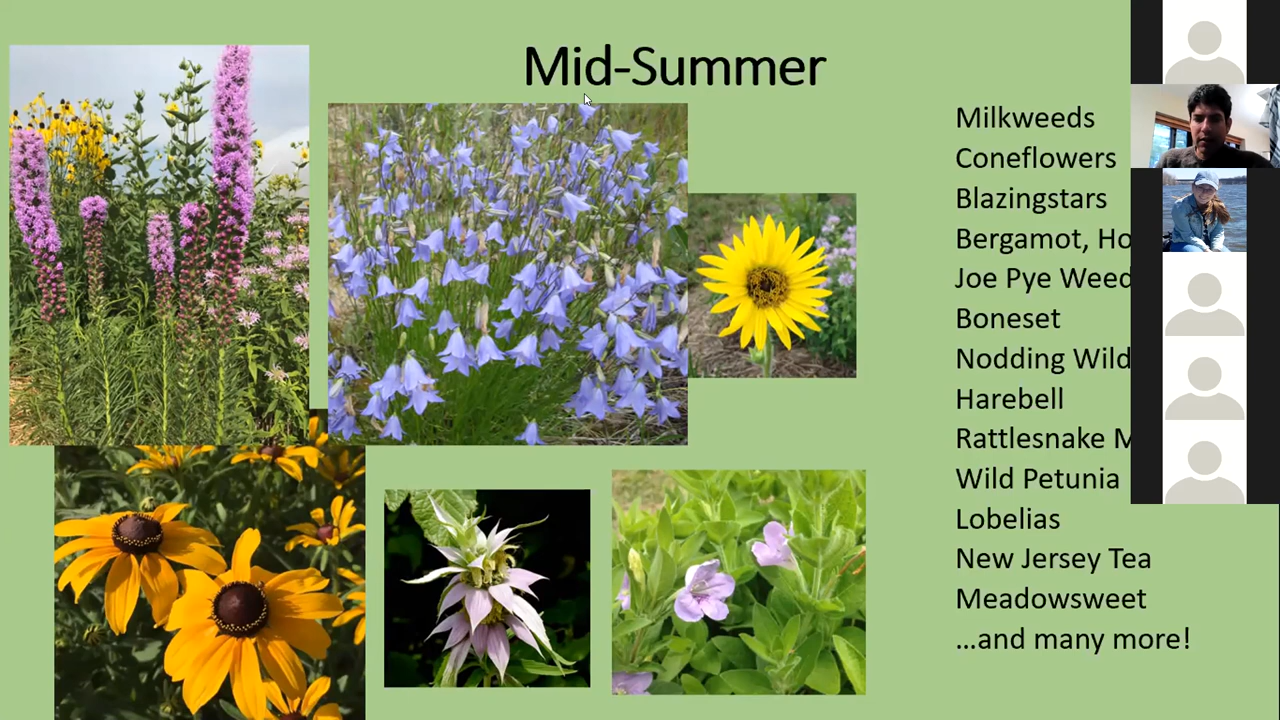 Mid-Summer
Milkweeds
Coneflowers
Blazingstars
Bergamot,
Joe Pye Weed
Boneset
Nodding Wild
Harebell
Rattlesnake
Wild Petunia
Lobelias
New Jersey Tea
Meadowsweet
…and many more!